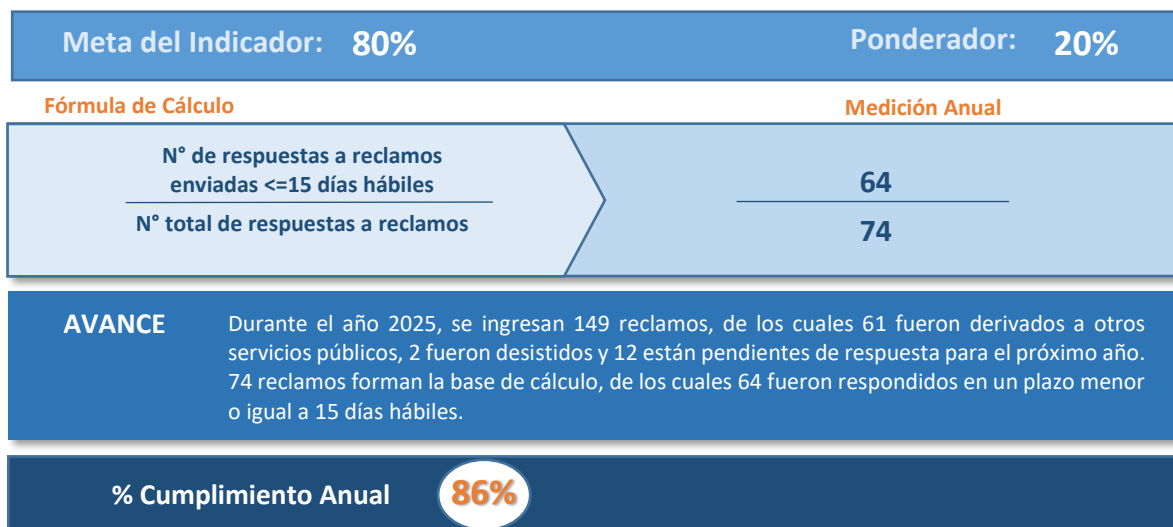 Meta del Indicador: 80% Ponderador: 20%
Fórmula de Cálculo Medición Anual
N° de respuestas a reclamos
enviadas <=15 días hábiles
N° total de respuestas a reclamos
64
74
AVANCE
Durante el año 2025, se ingresan 149 reclamos, de los cuales 61 fueron derivados a otros
servicios públicos, 2 fueron desistidos y 12 están pendientes de respuesta para el próximo año.
74 reclamos forman la base de cálculo, de los cuales 64 fueron respondidos en un plazo menor
o igual a 15 días hábiles.
% Cumplimiento Anual 86%